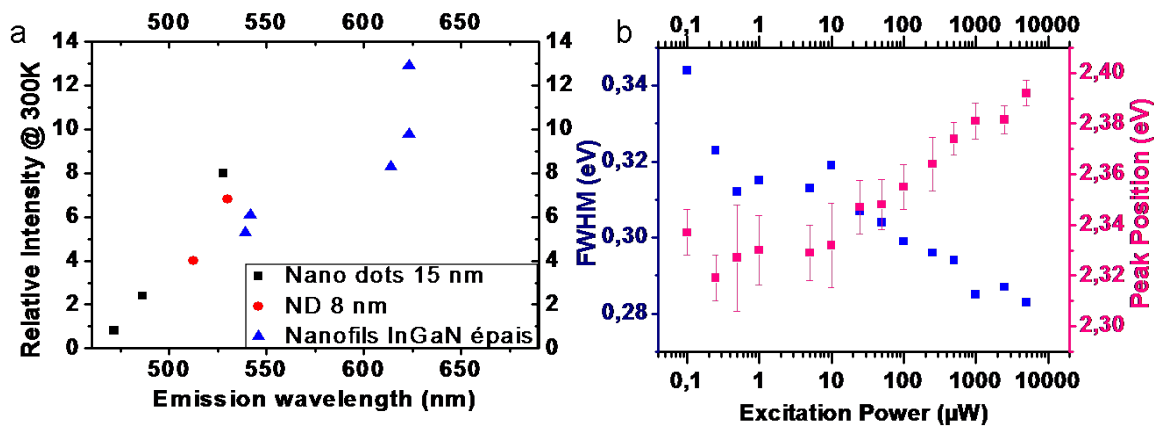 a
500 550 600 650
14 14
12 12
10 10
8 8
6 6
4 4
2 2
0 0
Relative Intensity @ 300K
Nano dots 15 nm
ND 8 nm
Nanofils InGaN épais
500 550 600 650
Emission wavelength (nm)
b
0,1 1 10 100 1000 10000
0,34
0,32
0,30
0,28
FWHM (eV)
2,40
2,38
2,36
2,34
2,33
2,32
2,30
Peak Position (eV)
0,1 1 10 100 1000 10000
Excitation Power (µW)